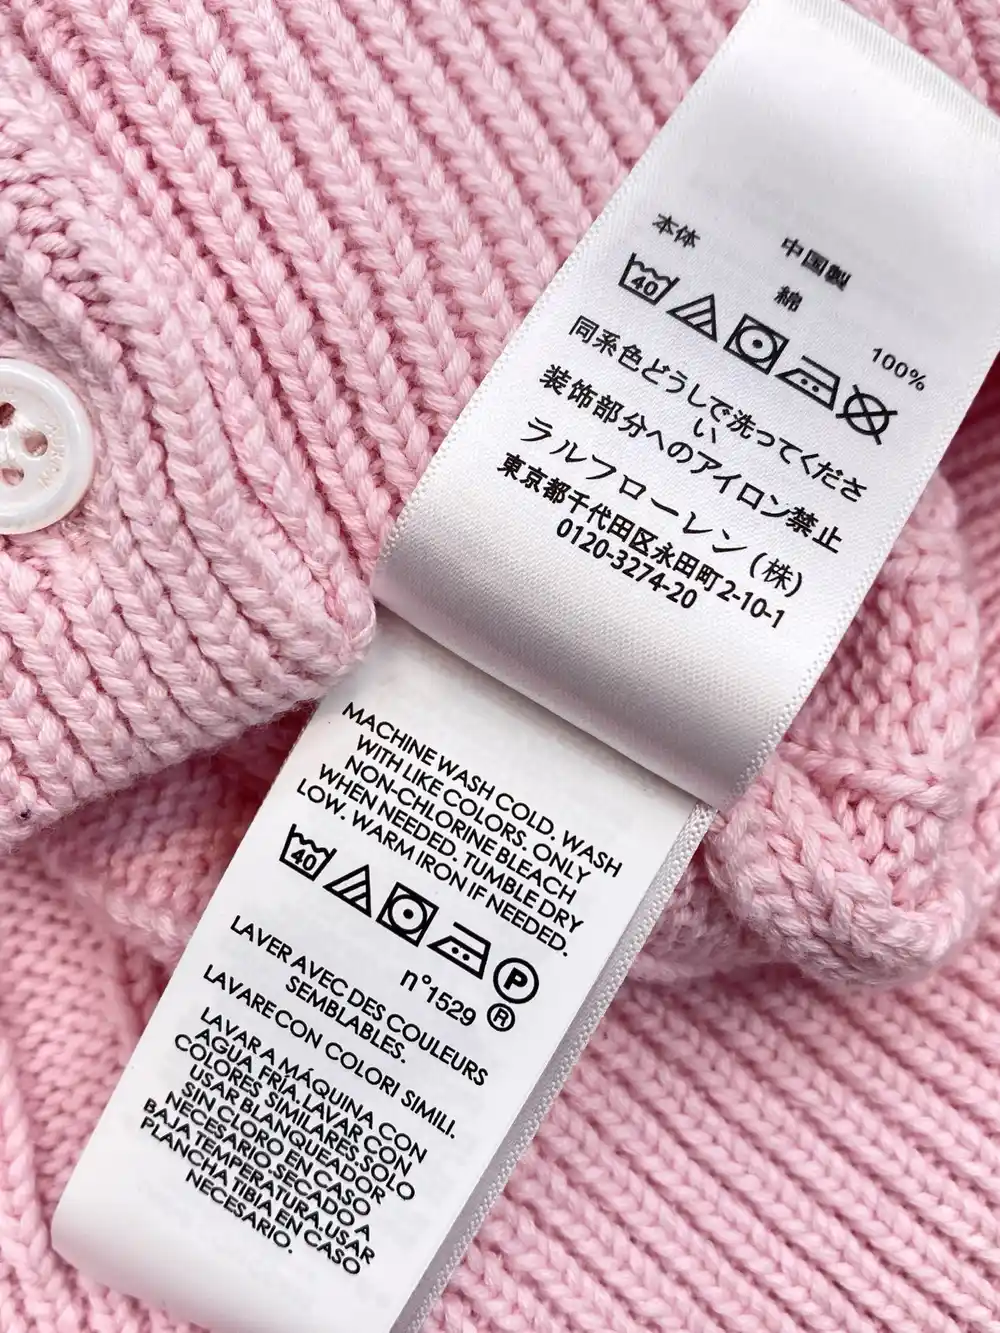 中国製
本体 綿 100%
40
同系色どうしで洗ってくださ
い
装飾部分へのアイロン禁止
ラルフローレン(株)
東京都千代田区永田町2-10-1
0120-3274-20
MACHINE WASH COLD. WASH
WITH LIKE COLORS. ONLY
NON-CHLORINE BLEACH
WHEN NEEDED. TUMBLE DRY
LOW. WARM IRON IF NEEDED.
40 P
n°1529 R
LAVER AVEC DES COULEURS
SEMBLABLES.
LAVARE CON COLORI SIMILI.
LAVAR A MÁQUINA CON
AGUA FRÍA.LAVAR CON
COLORES SIMILARES.SOLO
USAR BLANQUEADOR
SIN CLORO EN CASO
NECESARIO.SECADO A
BAJA TEMPERATURA.USAR
PLANCHA TIBIA EN CASO
NECESARIO.